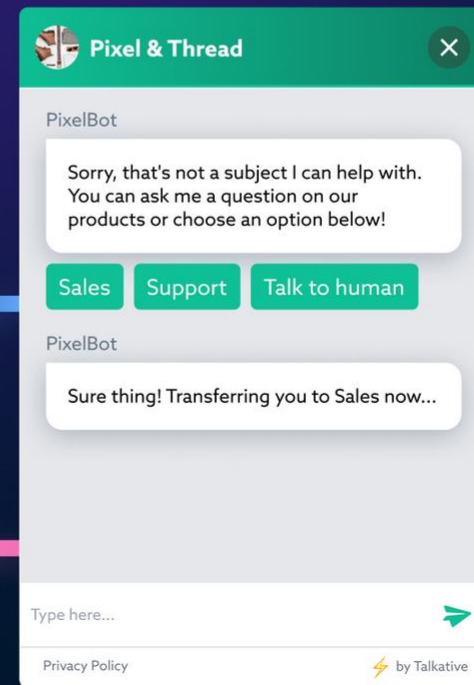 Pixel & Thread
PixelBot
Sorry, that's not a subject I can help with.
You can ask me a question on our
products or choose an option below!
Sales Support Talk to human
PixelBot
Sure thing! Transferring you to Sales now...
Type here...
Privacy Policy by Talkative